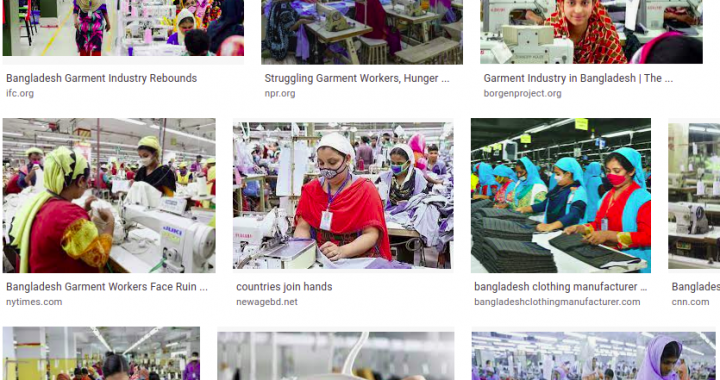 Bangladesh Garment Industry Rebounds
ifc.org
Struggling Garment Workers, Hunger ...
npr.org
Garment Industry in Bangladesh | The ...
borgenproject.org
Bangladesh Garment Workers Face Ruin ...
nytimes.com
countries join hands
newagebd.net
bangladesh clothing manufacturer ...
bangladeshclothingmanufacturer.com
Banglades
cnn.com
JUKI